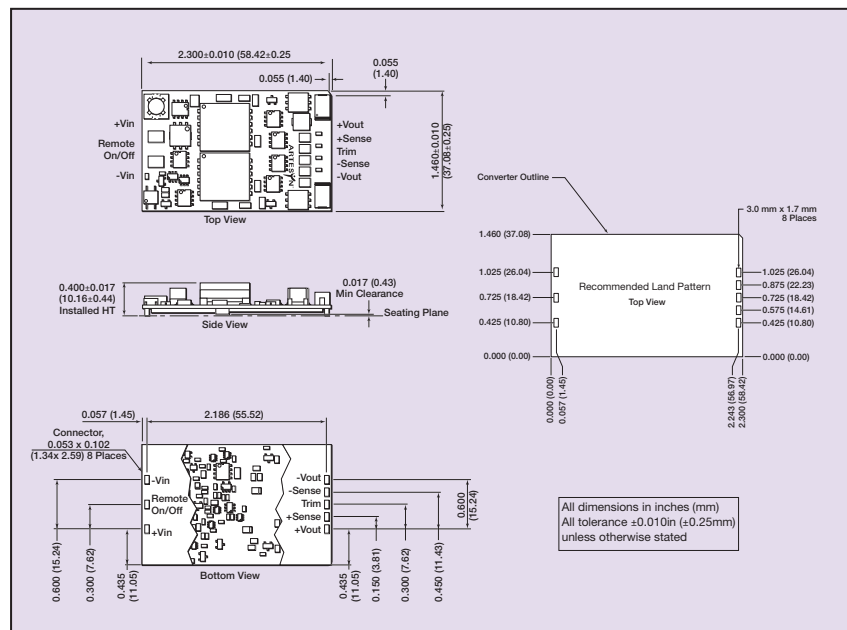 2.300±0.010 (58.42±0.25
0.055
(1.40)
0.055 (1.40)
+Vin
Remote
On/Off
-Vin
ARTESYN
+Vout
+Sense
Trim
-Sense
-Vout
1.460±0.010
(37.08±0.25)
Top View
0.400±0.017
(10.16±0.44)
Installed HT
0.017 (0.43)
Min Clearance
Seating Plane
Side View
Converter Outline
3.0 mm x 1.7 mm
8 Places
1.460 (37.08)
1.025 (26.04)
0.725 (18.42)
0.425 (10.80)
0.000 (0.00)
Recommended Land Pattern
Top View
1.025 (26.04)
0.875 (22.23)
0.725 (18.42)
0.575 (14.61)
0.425 (10.80)
0.000 (0.00)
0.000 (0.00)
0.057 (1.45)
2.243 (56.97)
2.300 (58.42)
0.057 (1.45)
2.186 (55.52)
Connector,
0.053 x 0.102
(1.34x 2.59) 8 Places
-Vin
Remote
On/Off
+Vin
-Vout
-Sense
Trim
+Sense
+Vout
0.600
(15.24)
0.600 (15.24)
0.300 (7.62)
0.435
(11.05)
Bottom View
0.435
(11.05)
0.150 (3.81)
0.300 (7.62)
0.450 (11.43)
All dimensions in inches (mm)
All tolerance ±0.010in (±0.25mm)
unless otherwise stated